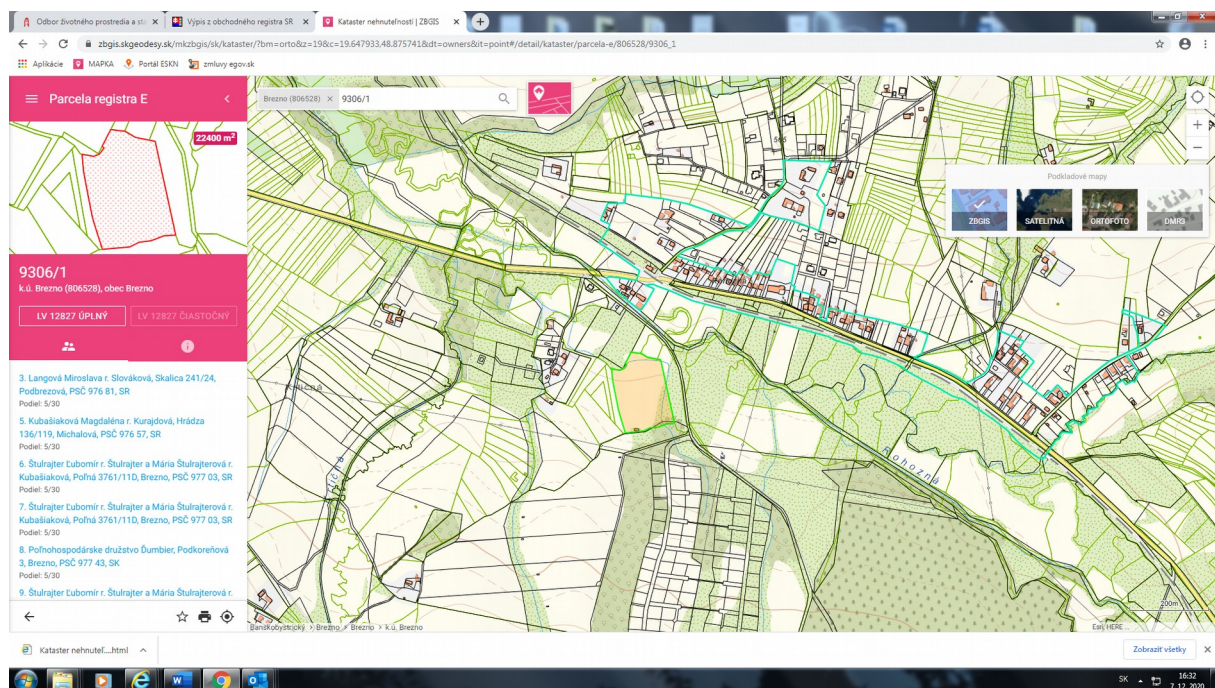 Odbor životného prostredia a sta
Výpis z obchodného registra SR
Kataster nehnuteľností | ZBGIS
zbgis.skgeodesy.sk/mkzbgis/sk/kataster/?bm=orto&z=19&c=19.647933,48.875741&dt=owners&it=point#/detail/kataster/parcela-e/806528/9306_1
Aplikácie
MAPKA
Portál ESKN
zmluvy egov.sk
Parcela registra E
Brezno (806528)
9306/1
22400 m²
Podkladové mapy
ZBGIS
SATELITNÁ
ORTOFOTO
DMR3
9306/1
k.ú. Brezno (806528), obec Brezno
LV 12827 ÚPLNÝ
LV 12827 ČIASTOČNÝ
3. Langová Miroslava r. Slováková, Skalica 241/24,
Podbrezová, PSČ 976 81, SR
Podiel: 5/30
5. Kubašiaková Magdaléna r. Kurajdová, Hrádza
136/119, Michalová, PSČ 976 57, SR
Podiel: 5/30
6. Štulrajter Ľubomír r. Štulrajter a Mária Štulrajterová r.
Kubašiaková, Poľná 3761/11D, Brezno, PSČ 977 03, SR
Podiel: 5/30
7. Štulrajter Ľubomír r. Štulrajter a Mária Štulrajterová r.
Kubašiaková, Poľná 3761/11D, Brezno, PSČ 977 03, SR
Podiel: 5/30
8. Poľnohospodárske družstvo Ďumbier, Podkoreňová
3, Brezno, PSČ 977 43, SK
Podiel: 5/30
9. Štulrajter Ľubomír r. Štulrajter a Mária Štulrajterová r.
Rohozná
200m
Banskobystrický > Brezno > Brezno > k.ú. Brezno
Esri, HERE
Kataster nehnuteľ....html
Zobraziť všetky
SK
16:32
7. 12. 2020